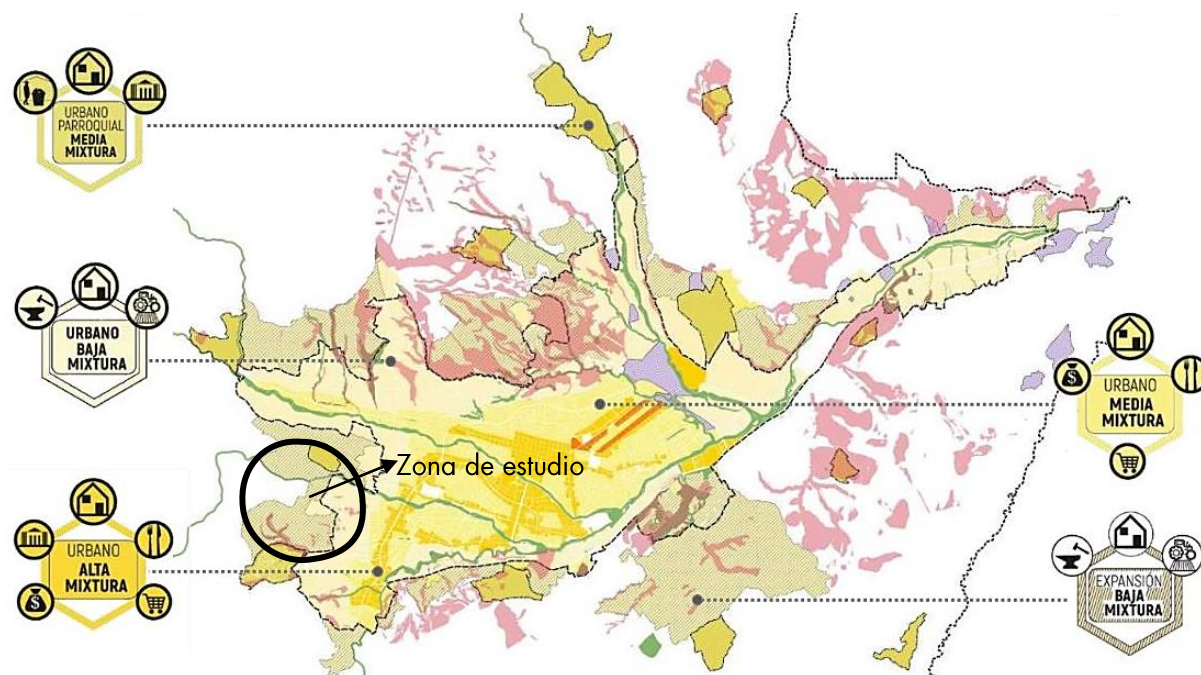 URBANO
PARROQUIAL
MEDIA
MIXTURA
URBANO
BAJA
MIXTURA
Zona de estudio
URBANO
MEDIA
MIXTURA
URBANO
ALTA
MIXTURA
EXPANSIÓN
BAJA
MIXTURA